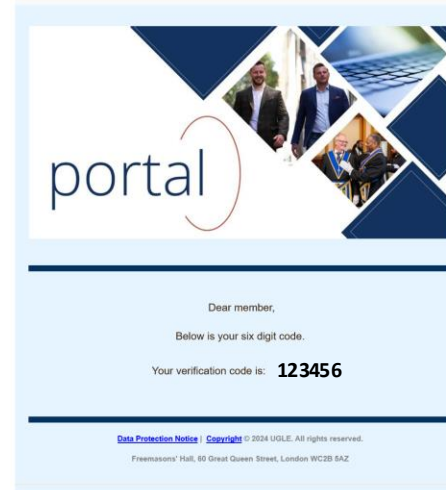 portal
Dear member,
Below is your six digit code.
Your verification code is: 123456
Data Protection Notice | Copyright © 2024 UGLE. All rights reserved.
Freemasons' Hall, 60 Great Queen Street, London WC2B 5AZ